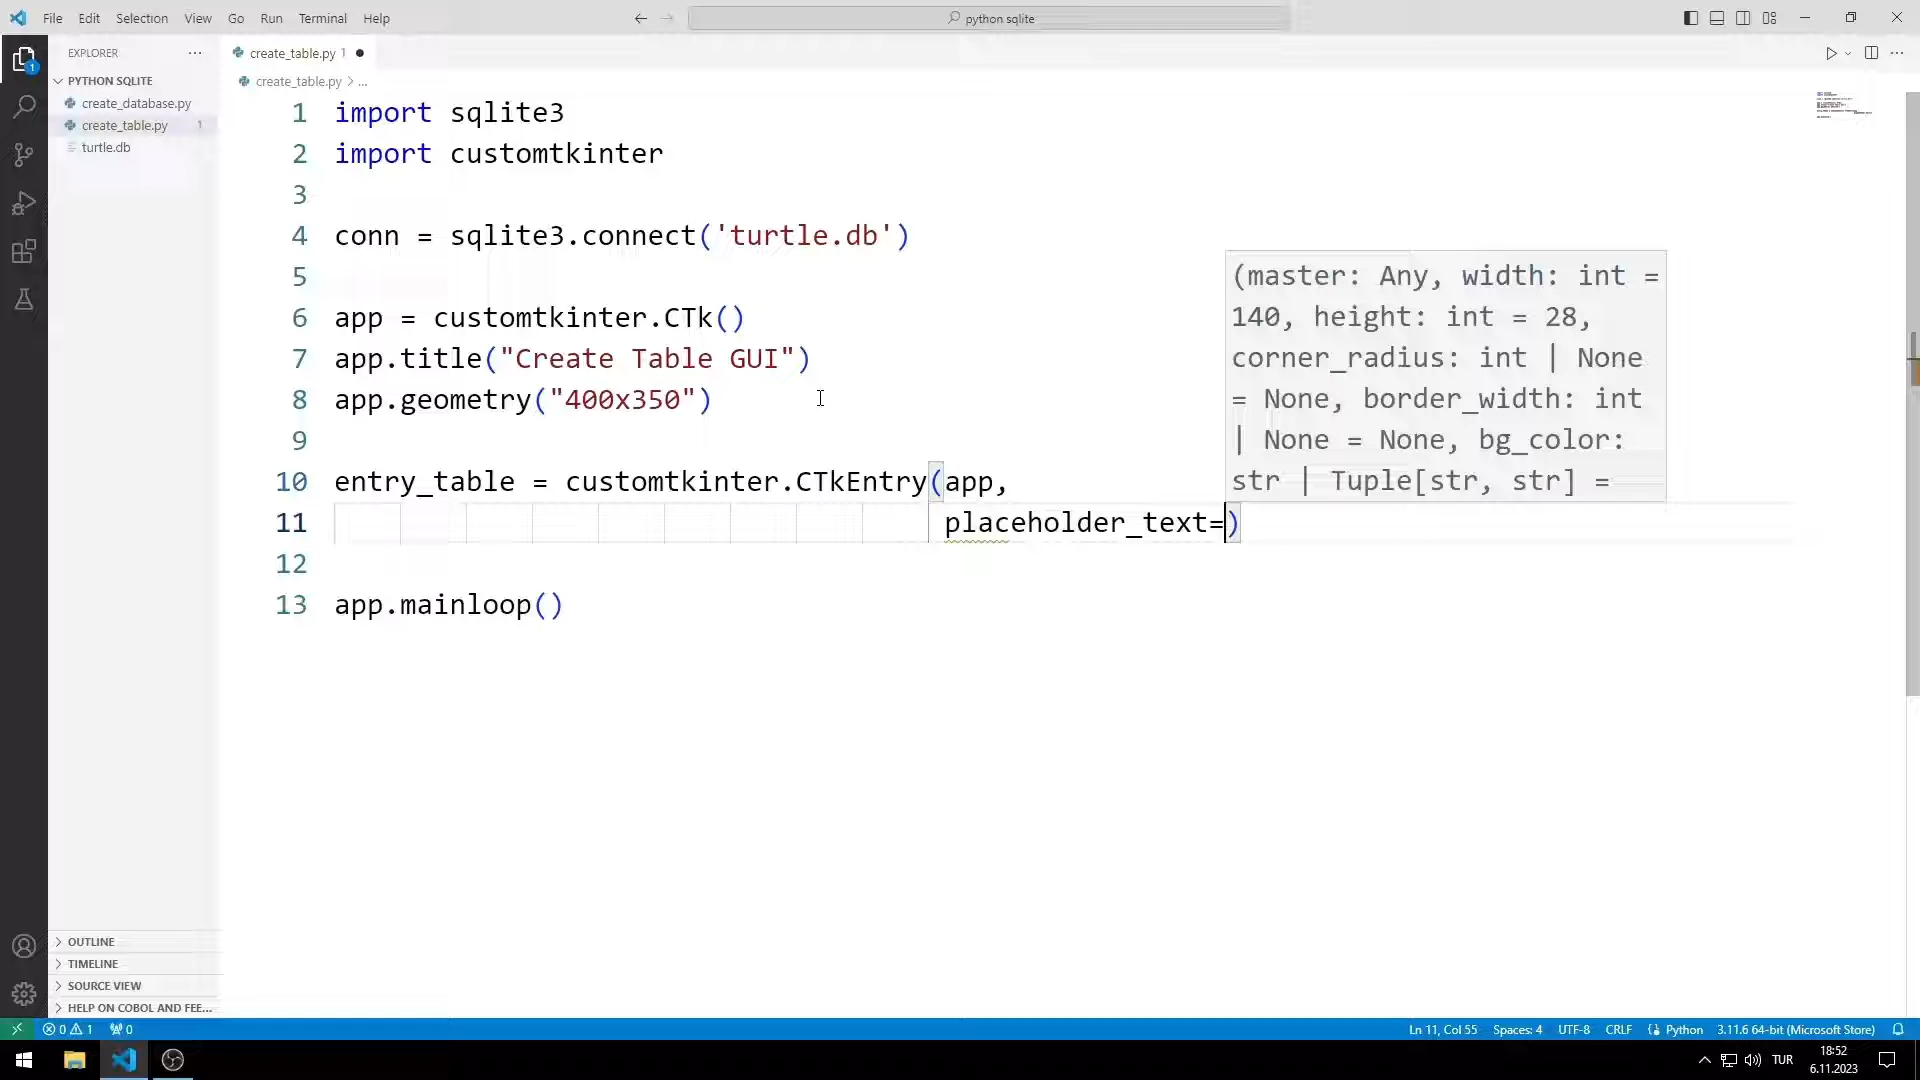 File Edit Selection View Go Run Terminal Help
python sqlite
EXPLORER
create_table.py 1
PYTHON SQLITE
create_table.py > ...
create_database.py
create_table.py 1
turtle.db
1 import sqlite3
2 import customtkinter
3
4 conn = sqlite3.connect('turtle.db')
5
6 app = customtkinter.CTk()
7 app.title("Create Table GUI")
8 app.geometry("400x350")
9
10 entry_table = customtkinter.CTkEntry(app,
11 placeholder_text=)
12
13 app.mainloop()
(master: Any, width: int =
140, height: int = 28,
corner_radius: int | None
= None, border_width: int
| None = None, bg_color:
str | Tuple[str, str] =
OUTLINE
TIMELINE
SOURCE VIEW
HELP ON COBOL AND FEE...
0 1 0
Ln 11, Col 55 Spaces: 4 UTF-8 CRLF Python 3.11.6 64-bit (Microsoft Store)
1
TUR
18:52
6.11.2023